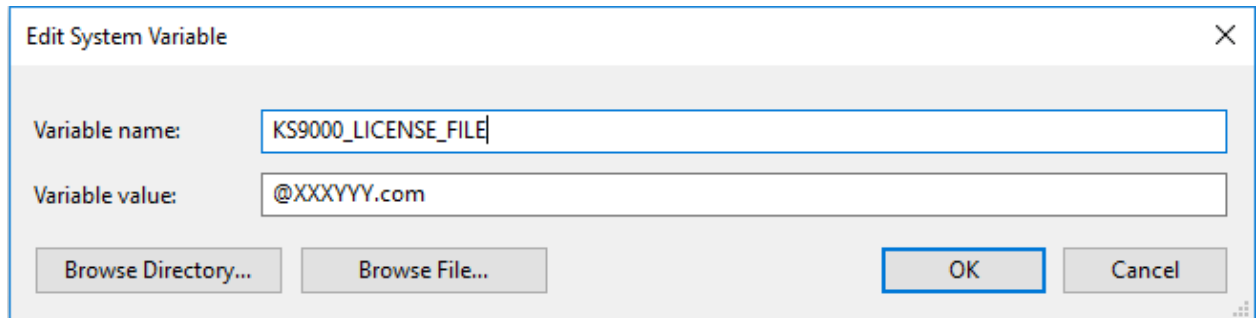 Edit System Variable
Variable name: KS9000_LICENSE_FILE
Variable value: @XXXYYY.com
Browse Directory... Browse File... OK Cancel